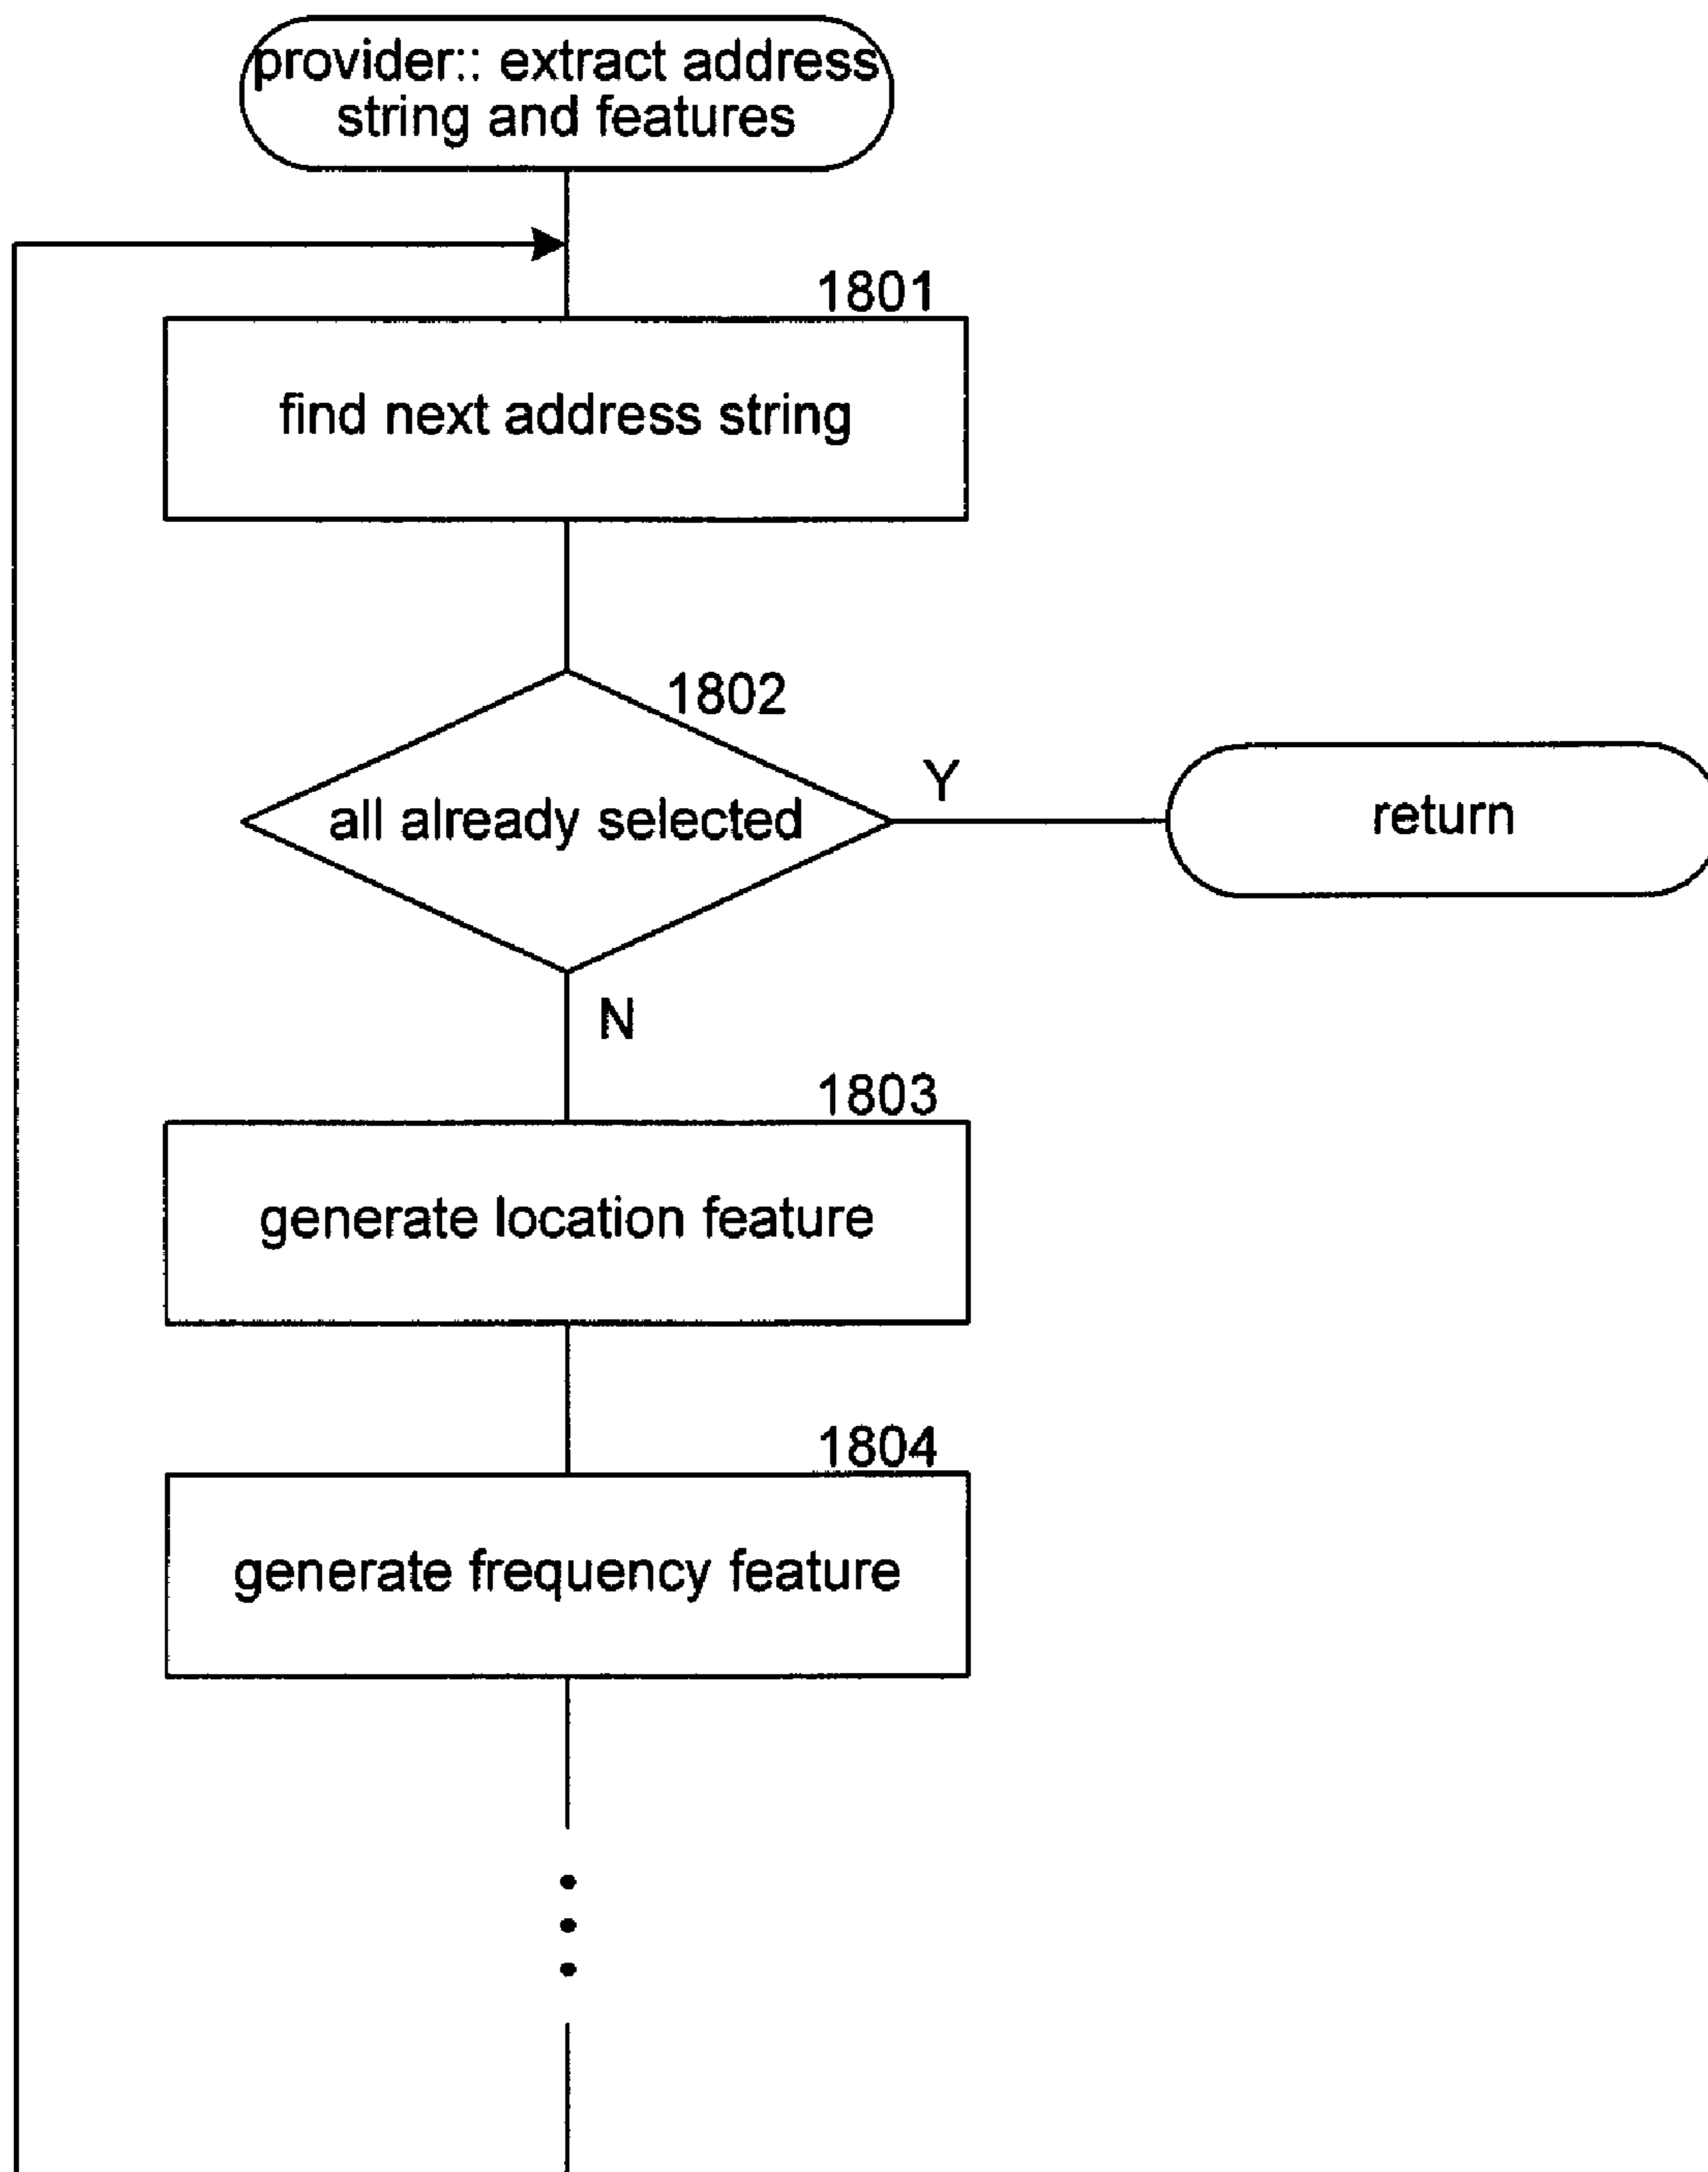 provider:: extract address
string and features
1801
find next address string
1802
all already selected
Y
return
N
1803
generate location feature
1804
generate frequency feature